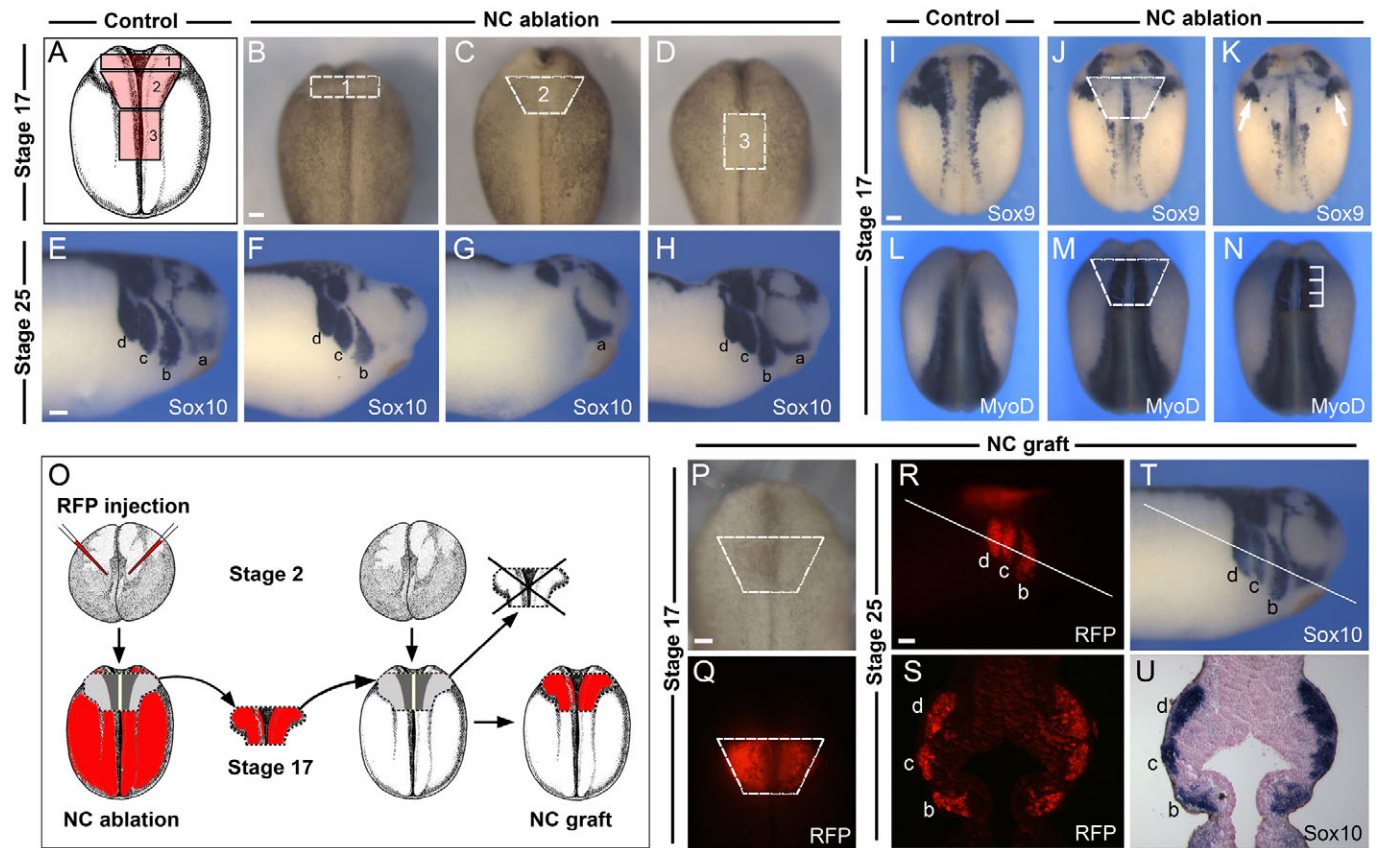 Control
NC ablation
Control
NC ablation
Stage 17
A
1
2
3
B
1
C
2
D
3
Stage 25
E
d
c
b
a
Sox10
F
d
c
b
Sox10
G
a
Sox10
H
d
c
b
a
Sox10
Stage 17
I
Sox9
J
Sox9
K
Sox9
L
MyoD
M
MyoD
N
MyoD
O
RFP injection
Stage 2
Stage 17
NC ablation
NC graft
NC graft
Stage 17
P
Q
RFP
Stage 25
R
d
c
b
RFP
S
d
c
b
RFP
T
d
c
b
Sox10
U
d
c
b
Sox10